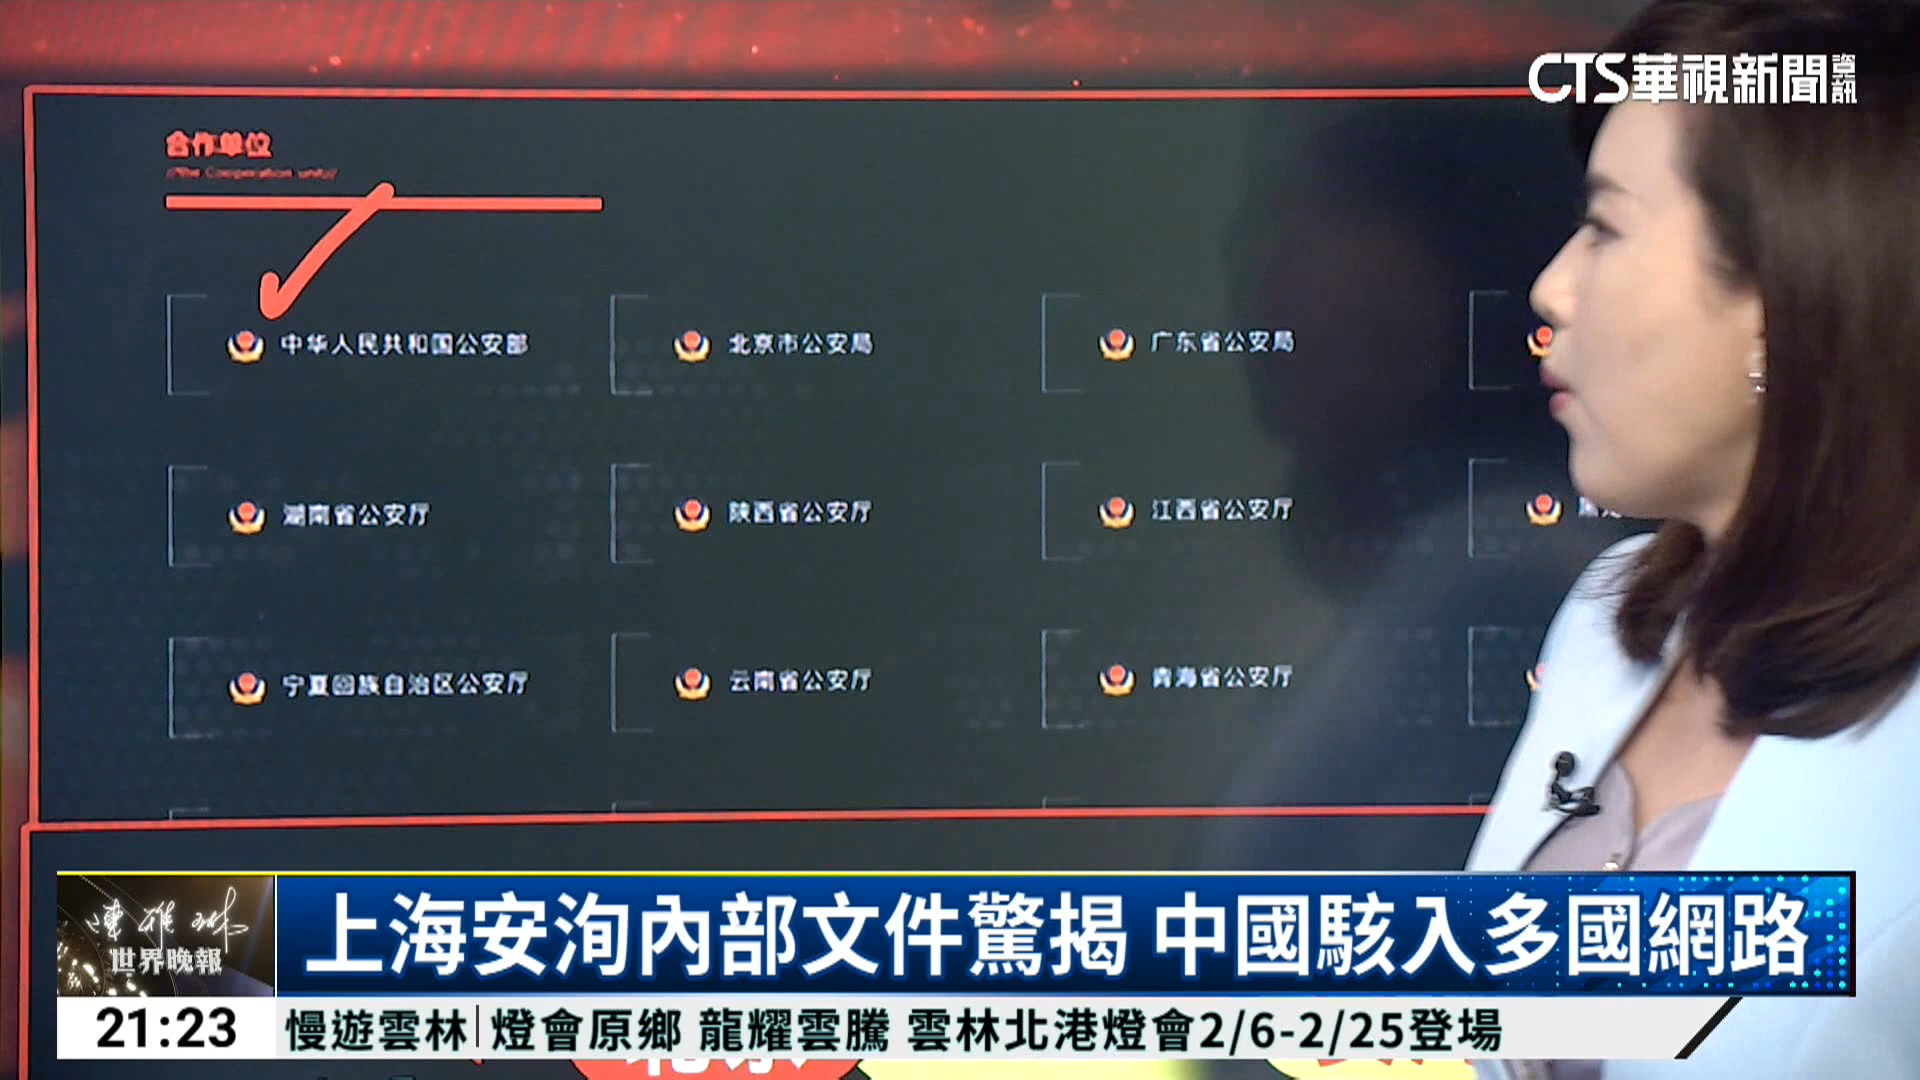 CTS華視新聞資訊
合作单位
//the Cooperation units//
中华人民共和国公安部
北京市公安局
广东省公安局
湖南省公安厅
陕西省公安厅
江西省公安厅
宁夏回族自治区公安厅
云南省公安厅
青海省公安厅
陳雅琳
世界晚報
上海安洵內部文件驚揭 中國駭入多國網路
21:23
慢遊雲林 燈會原鄉 龍耀雲騰 雲林北港燈會2/6-2/25登場